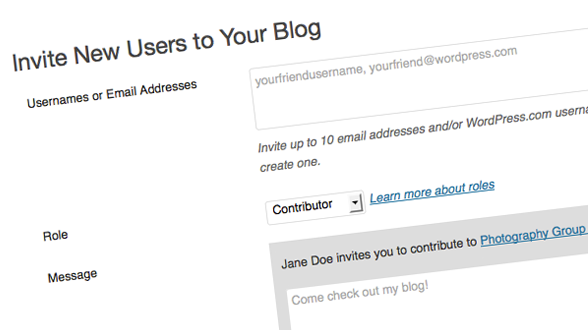 Invite New Users to Your Blog
Usernames or Email Addresses
yourfriendusername, yourfriend@wordpress.com
Invite up to 10 email addresses and/or WordPress.com
create one.
Role
Contributor
Learn more about roles
Message
Jane Doe invites you to contribute to Photography Group
Come check out my blog!